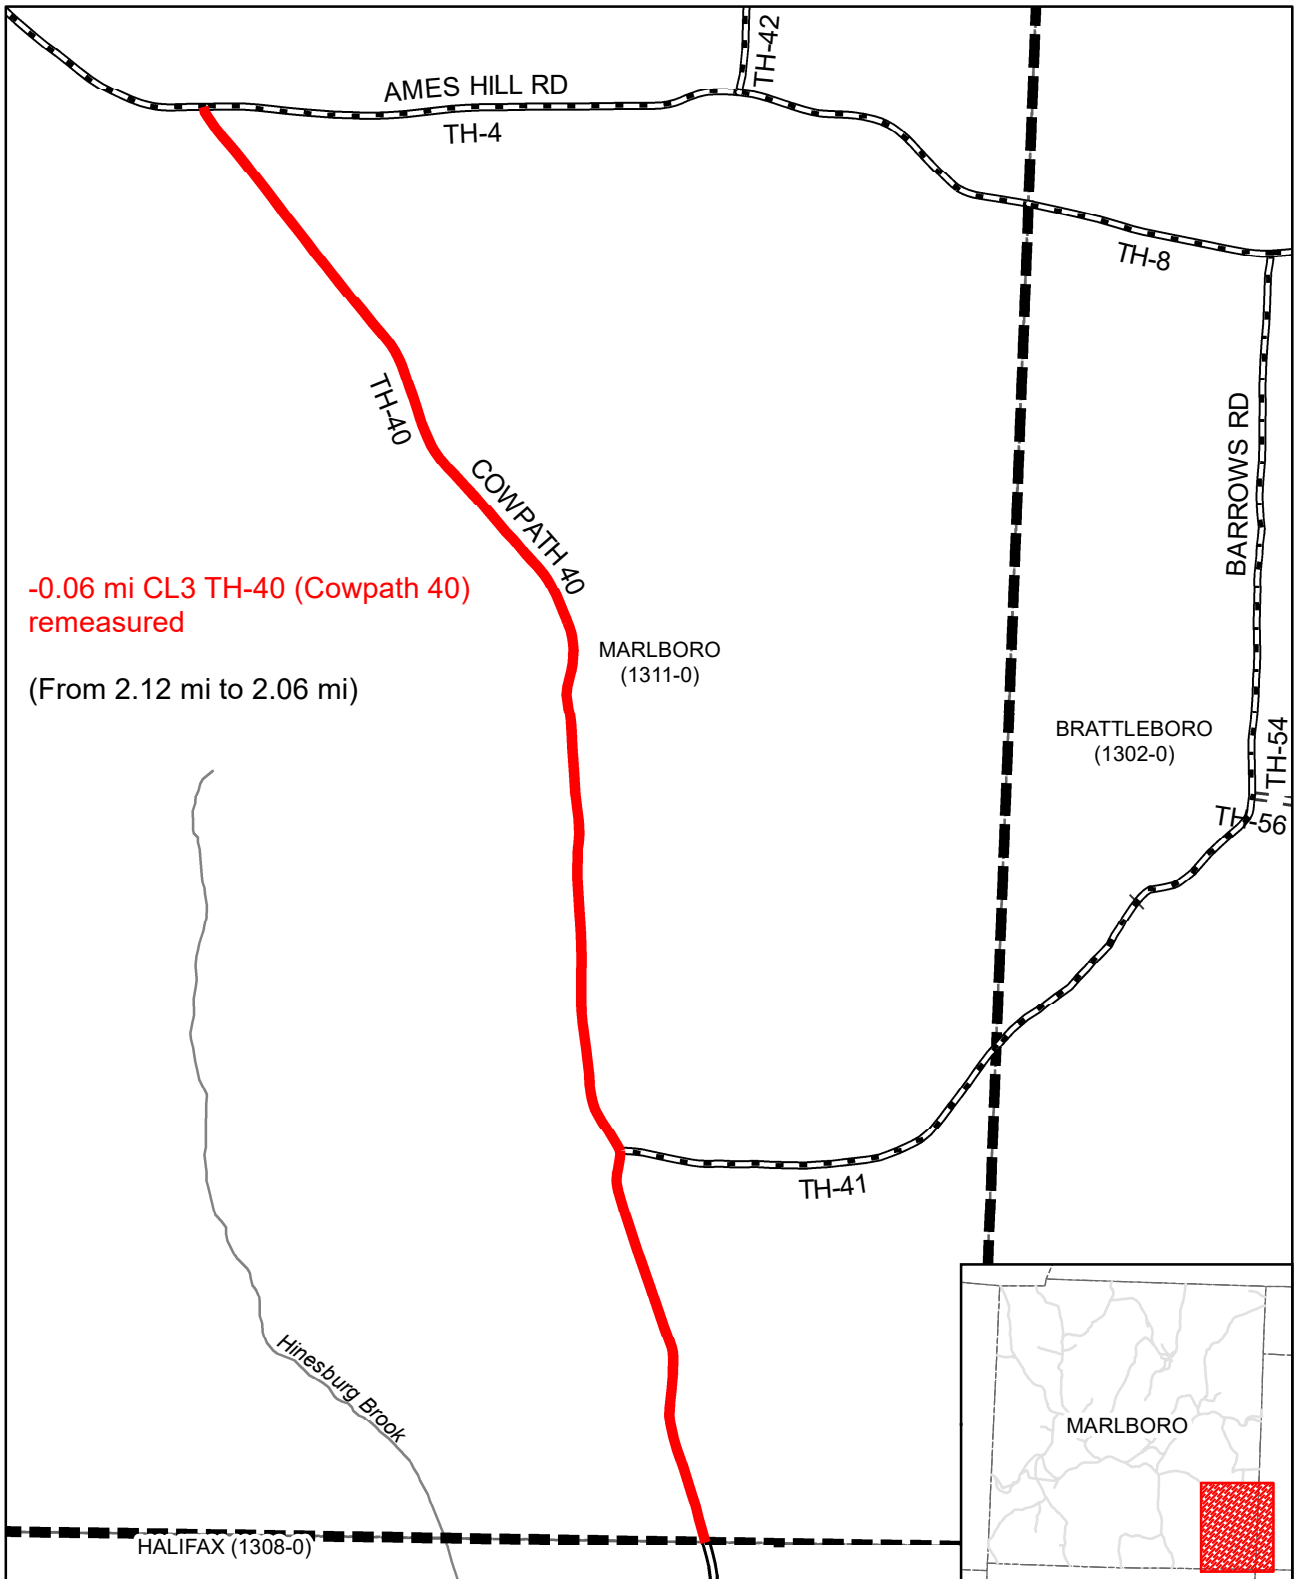 TH-42
AMES HILL RD
TH-4
TH-8
TH-40
COWPATH 40
BARROWS RD
-0.06 mi CL3 TH-40 (Cowpath 40)
remeasured
(From 2.12 mi to 2.06 mi)
MARLBORO
(1311-0)
BRATTLEBORO
(1302-0)
TH-54
TH-56
TH-41
Hinesburg Brook
MARLBORO
HALIFAX (1308-0)